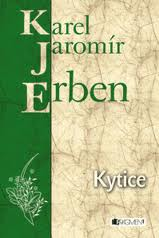 Karel
Jaromír
Erben
Kytice
FRAGMENT